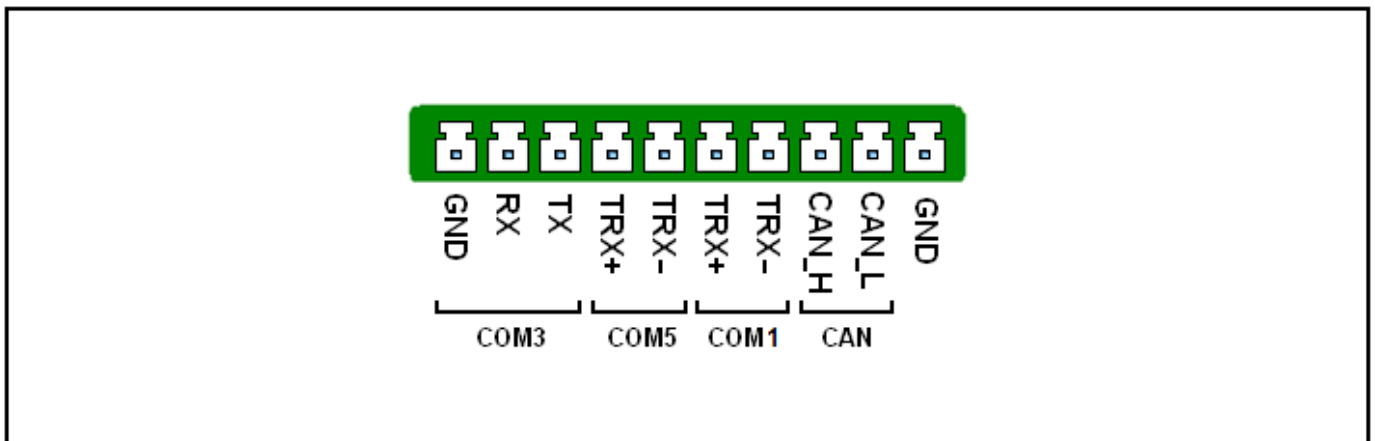 GND RX TX TRX+ TRX- TRX+ TRX- CAN_H CAN_L GND
COM3 COM5 COM1 CAN